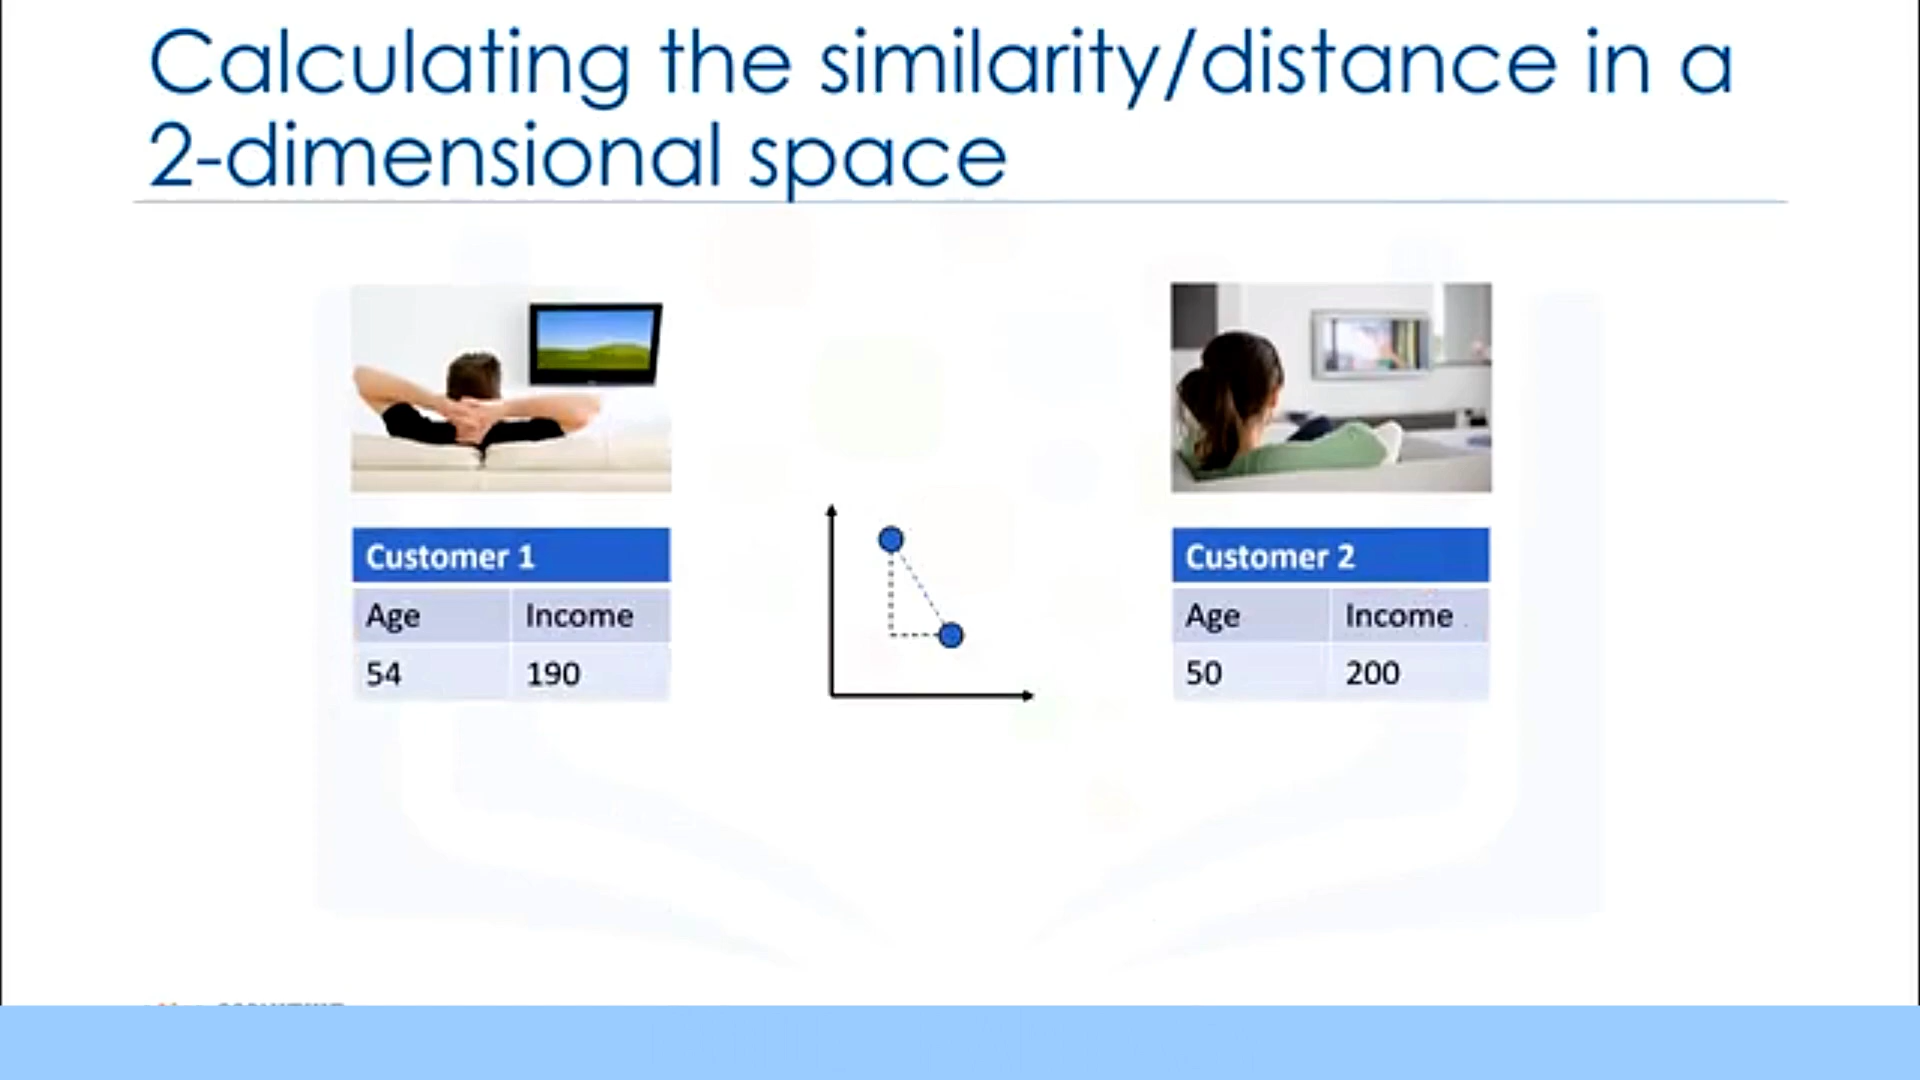 Calculating the similarity/distance in a
2-dimensional space
Customer 1
Age Income
54 190
Customer 2
Age Income
50 200